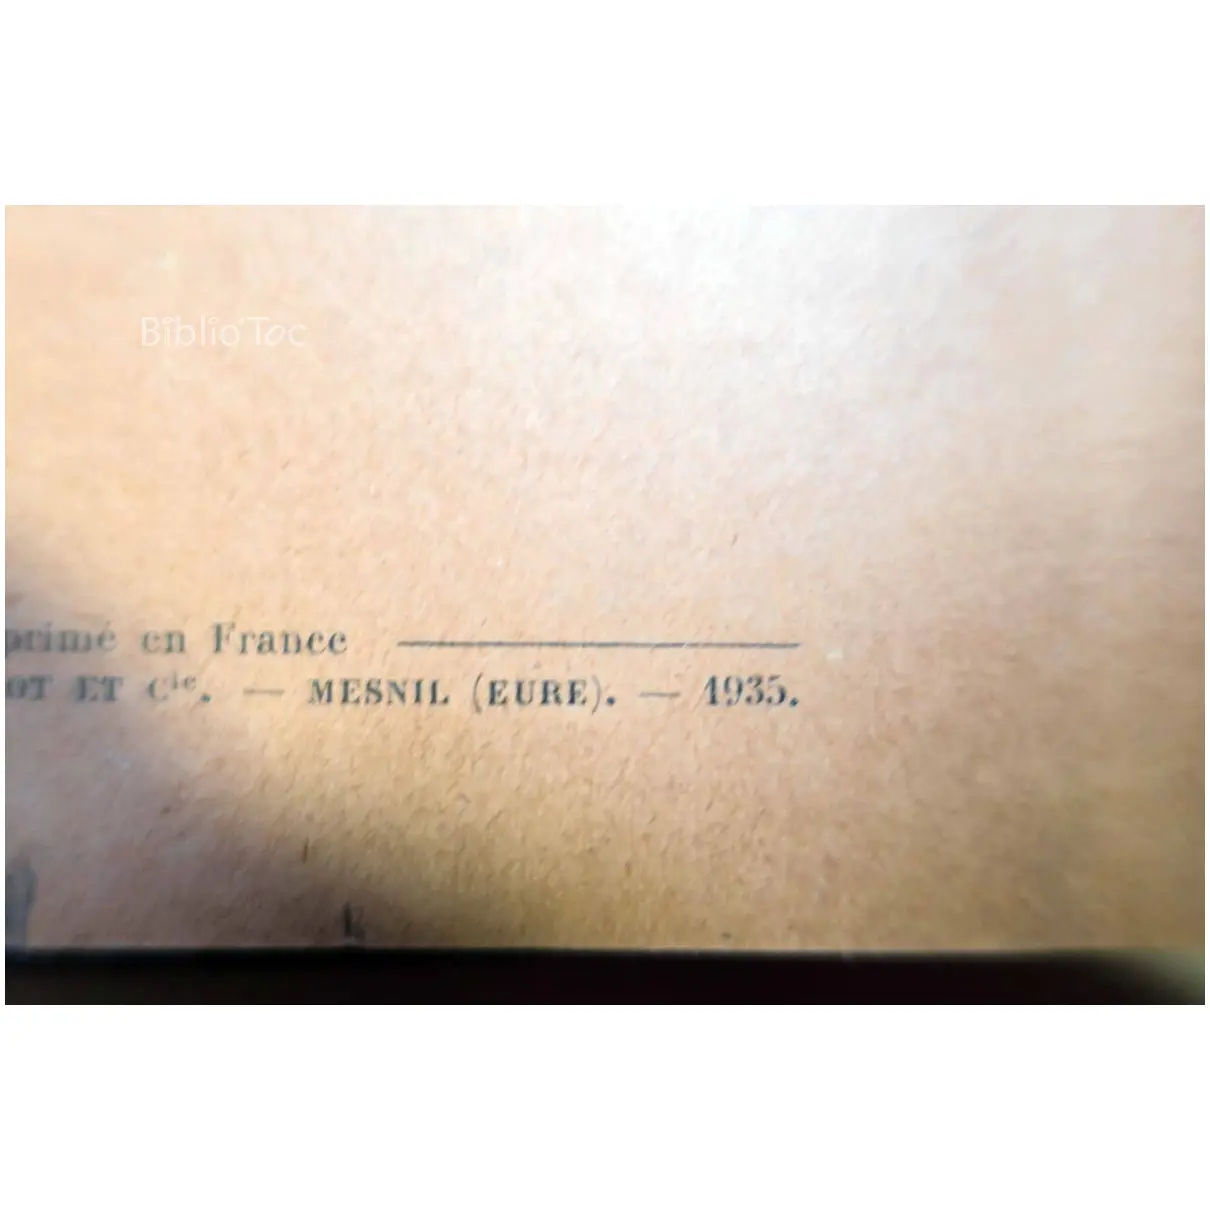 Biblio'Toc
primé en France
OT ET Cie. — MESNIL (EURE). — 1935.